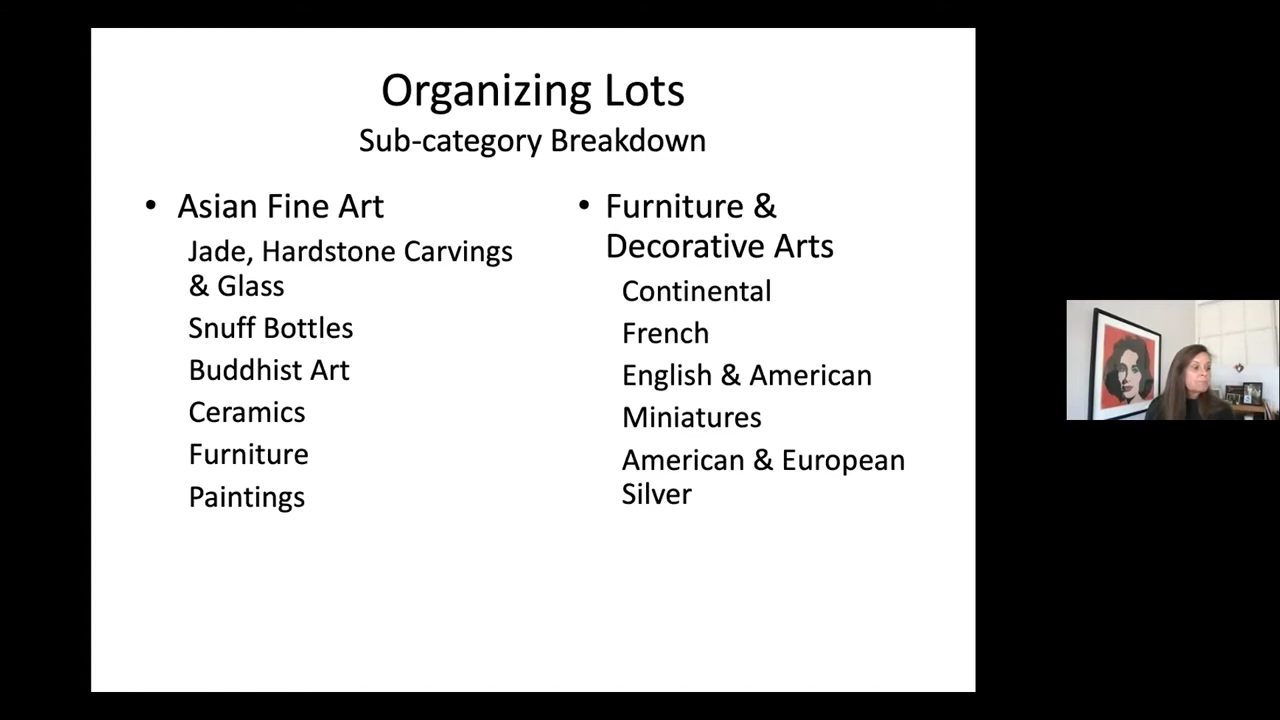 Organizing Lots
Sub-category Breakdown
• Asian Fine Art
Jade, Hardstone Carvings
& Glass
Snuff Bottles
Buddhist Art
Ceramics
Furniture
Paintings
• Furniture &
Decorative Arts
Continental
French
English & American
Miniatures
American & European
Silver